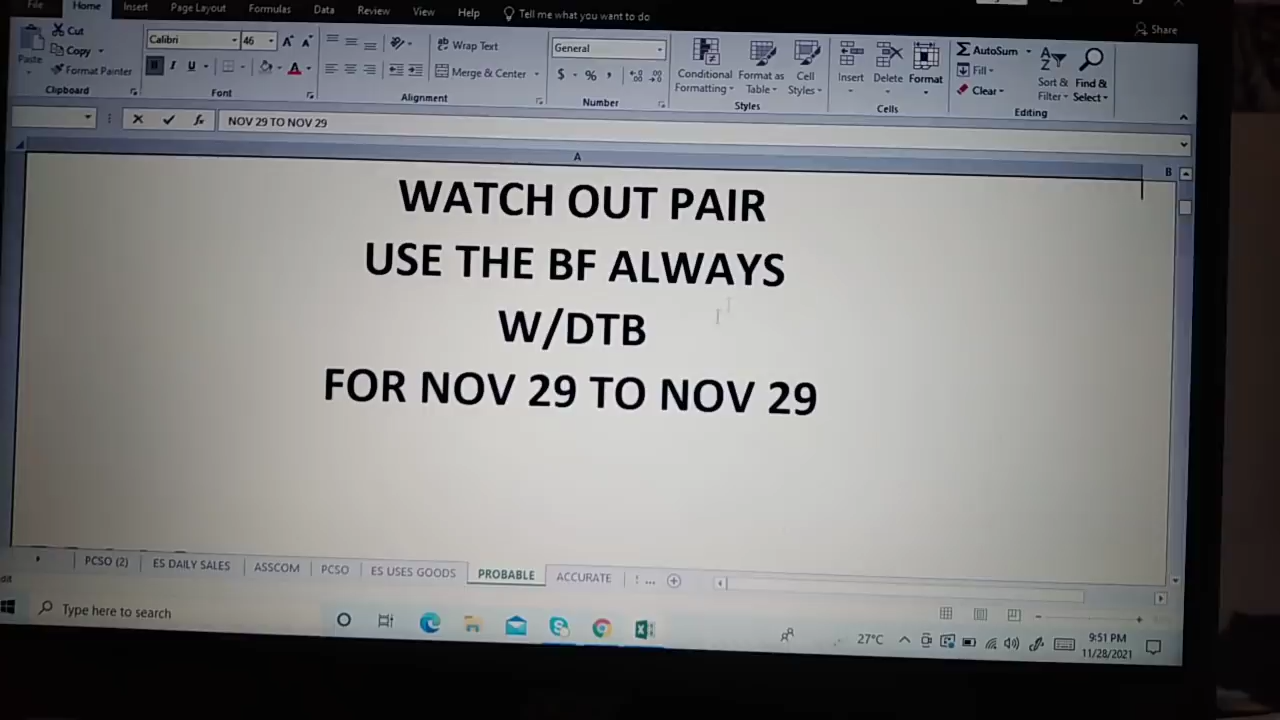 File Home Insert Page Layout Formulas Data Review View Help Tell me what you want to do
Share
Cut
Copy
Format Painter
Paste
Clipboard
Calibri 46
B I U
Font
Wrap Text
Merge & Center
Alignment
General
$ % ,
Number
Conditional Formatting
Format as Table
Cell Styles
Styles
Insert Delete Format
Cells
AutoSum
Fill
Clear
Sort & Filter
Find & Select
Editing
fx NOV 29 TO NOV 29
A B
WATCH OUT PAIR
USE THE BF ALWAYS
W/DTB
FOR NOV 29 TO NOV 29
PCSO (2) ES DAILY SALES ASSCOM PCSO ES USES GOODS PROBABLE ACCURATE ...
Type here to search
27°C
9:51 PM
11/28/2021